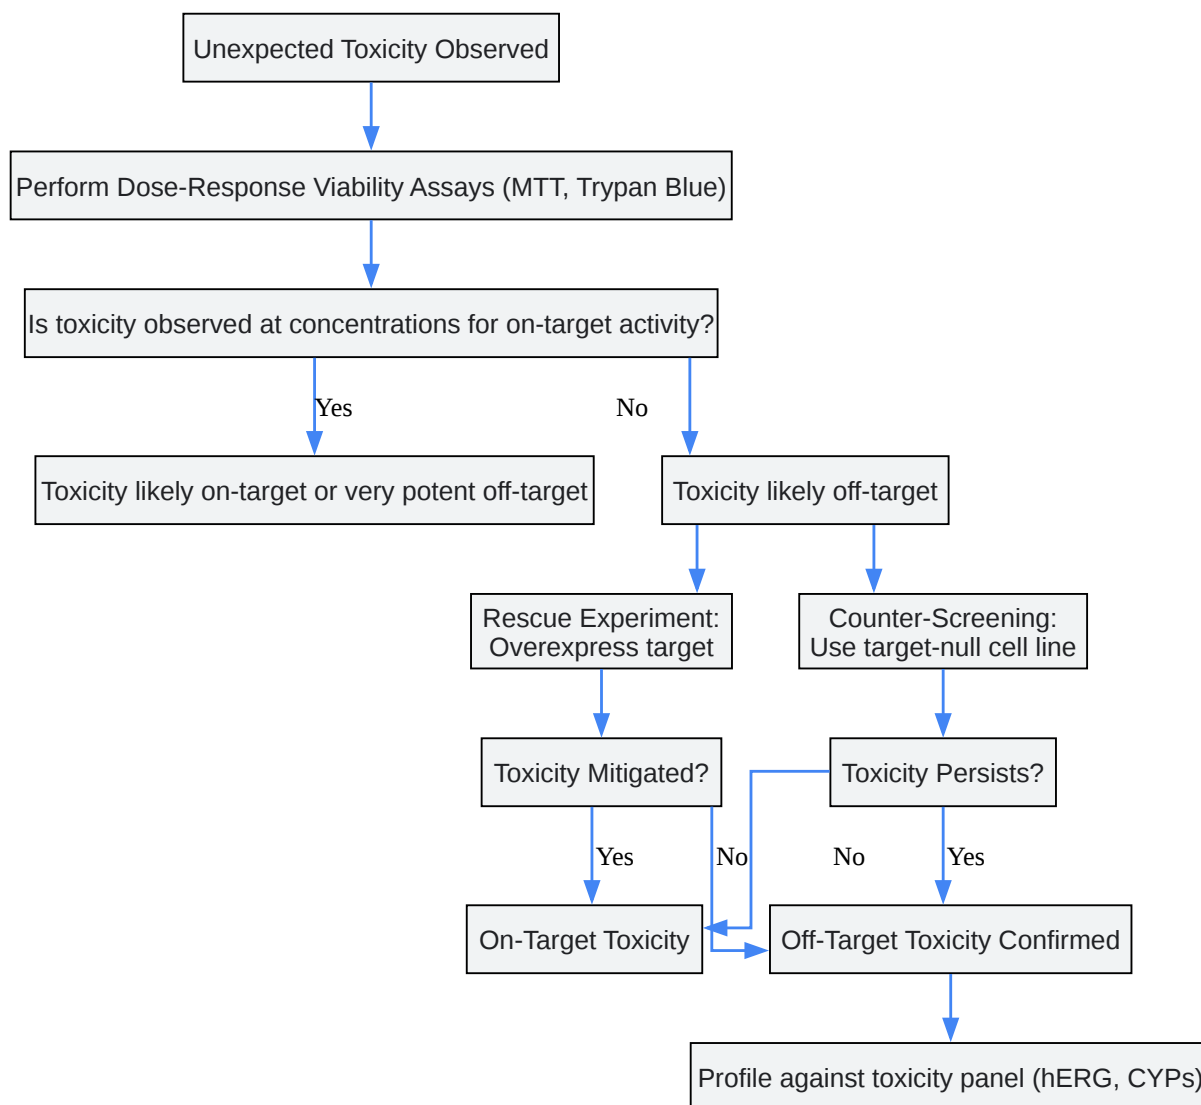 Unexpected Toxicity Observed
Perform Dose-Response Viability Assays (MTT, Trypan Blue)
Is toxicity observed at concentrations for on-target activity?
Yes
No
Toxicity likely on-target or very potent off-target
Toxicity likely off-target
Rescue Experiment:
Overexpress target
Counter-Screening:
Use target-null cell line
Toxicity Mitigated?
Toxicity Persists?
Yes
No
No
Yes
On-Target Toxicity
Off-Target Toxicity Confirmed
Profile against toxicity panel (hERG, CYPs)